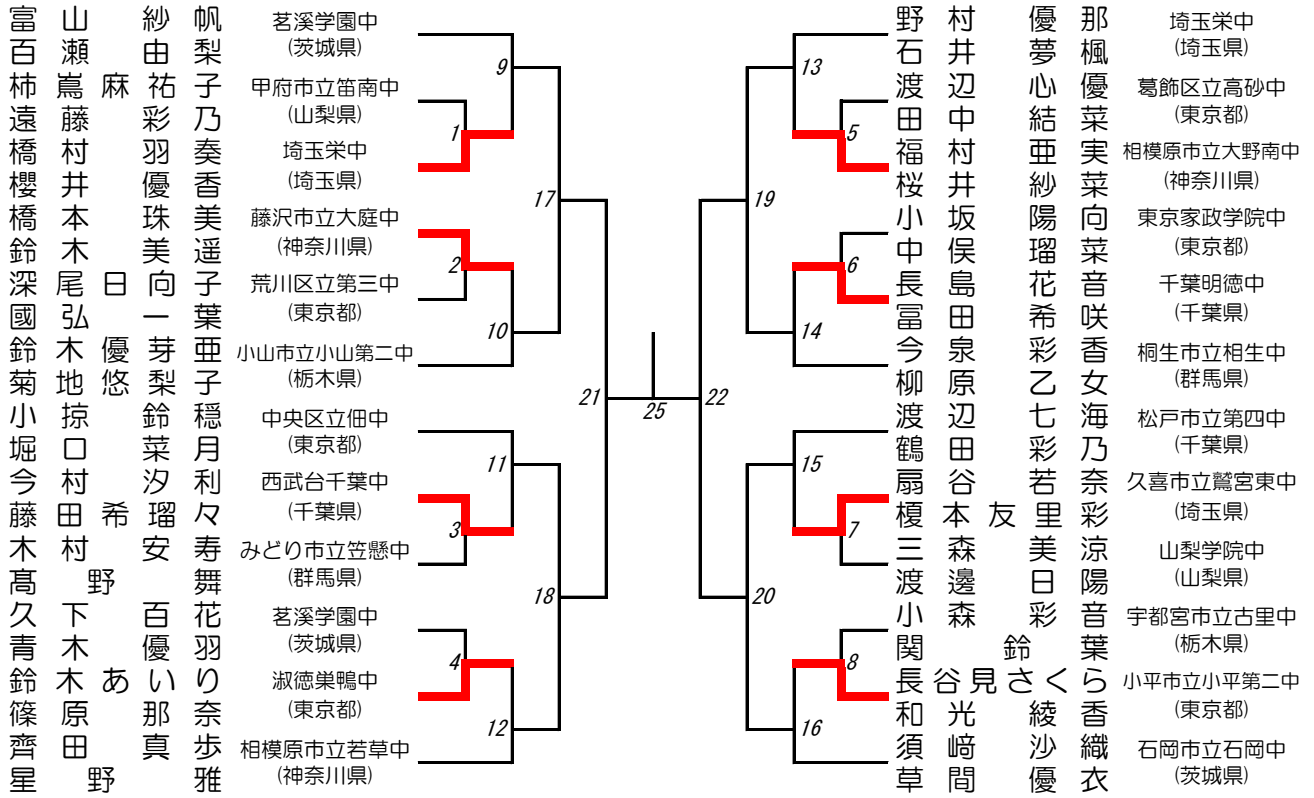 富山紗帆 茗溪学園中
百瀬由梨 (茨城県)
柿嶌麻祐子 甲府市立笛南中
遠藤彩乃 (山梨県)
橋村羽奏 埼玉栄中
櫻井優香 (埼玉県)
橋本珠美 藤沢市立大庭中
鈴木美遥 (神奈川県)
深尾日向子 荒川区立第三中
國弘一葉 (東京都)
鈴木優芽亜 小山市立小山第二中
菊地悠梨子 (栃木県)
小掠鈴穏 中央区立佃中
堀口菜月 (東京都)
今村汐利 西武台千葉中
藤田希瑠々 (千葉県)
木村安寿 みどり市立笠懸中
髙野舞 (群馬県)
久下百花 茗溪学園中
青木優羽 (茨城県)
鈴木あいり 淑徳巣鴨中
篠原那奈 (東京都)
齊田真歩 相模原市立若草中
星野雅 (神奈川県)
9
1
17
2
10
21
11
3
18
4
12
25
13
5
19
6
14
22
15
7
20
8
16
野村優那 埼玉栄中
石井夢楓 (埼玉県)
渡辺心優 葛飾区立高砂中
田中結菜 (東京都)
福村亜実 相模原市立大野南中
桜井紗菜 (神奈川県)
小坂陽向 東京家政学院中
中俣瑠菜 (東京都)
長島花音 千葉明徳中
冨田希咲 (千葉県)
今泉彩香 桐生市立相生中
柳原乙女 (群馬県)
渡辺七海 松戸市立第四中
鶴田彩乃 (千葉県)
扇谷若奈 久喜市立鷲宮東中
榎本友里彩 (埼玉県)
三森美涼 山梨学院中
渡邊日陽 (山梨県)
小森彩音 宇都宮市立古里中
関鈴葉 (栃木県)
長谷見さくら 小平市立小平第二中
和光綾香 (東京都)
須﨑沙織 石岡市立石岡中
草間優衣 (茨城県)